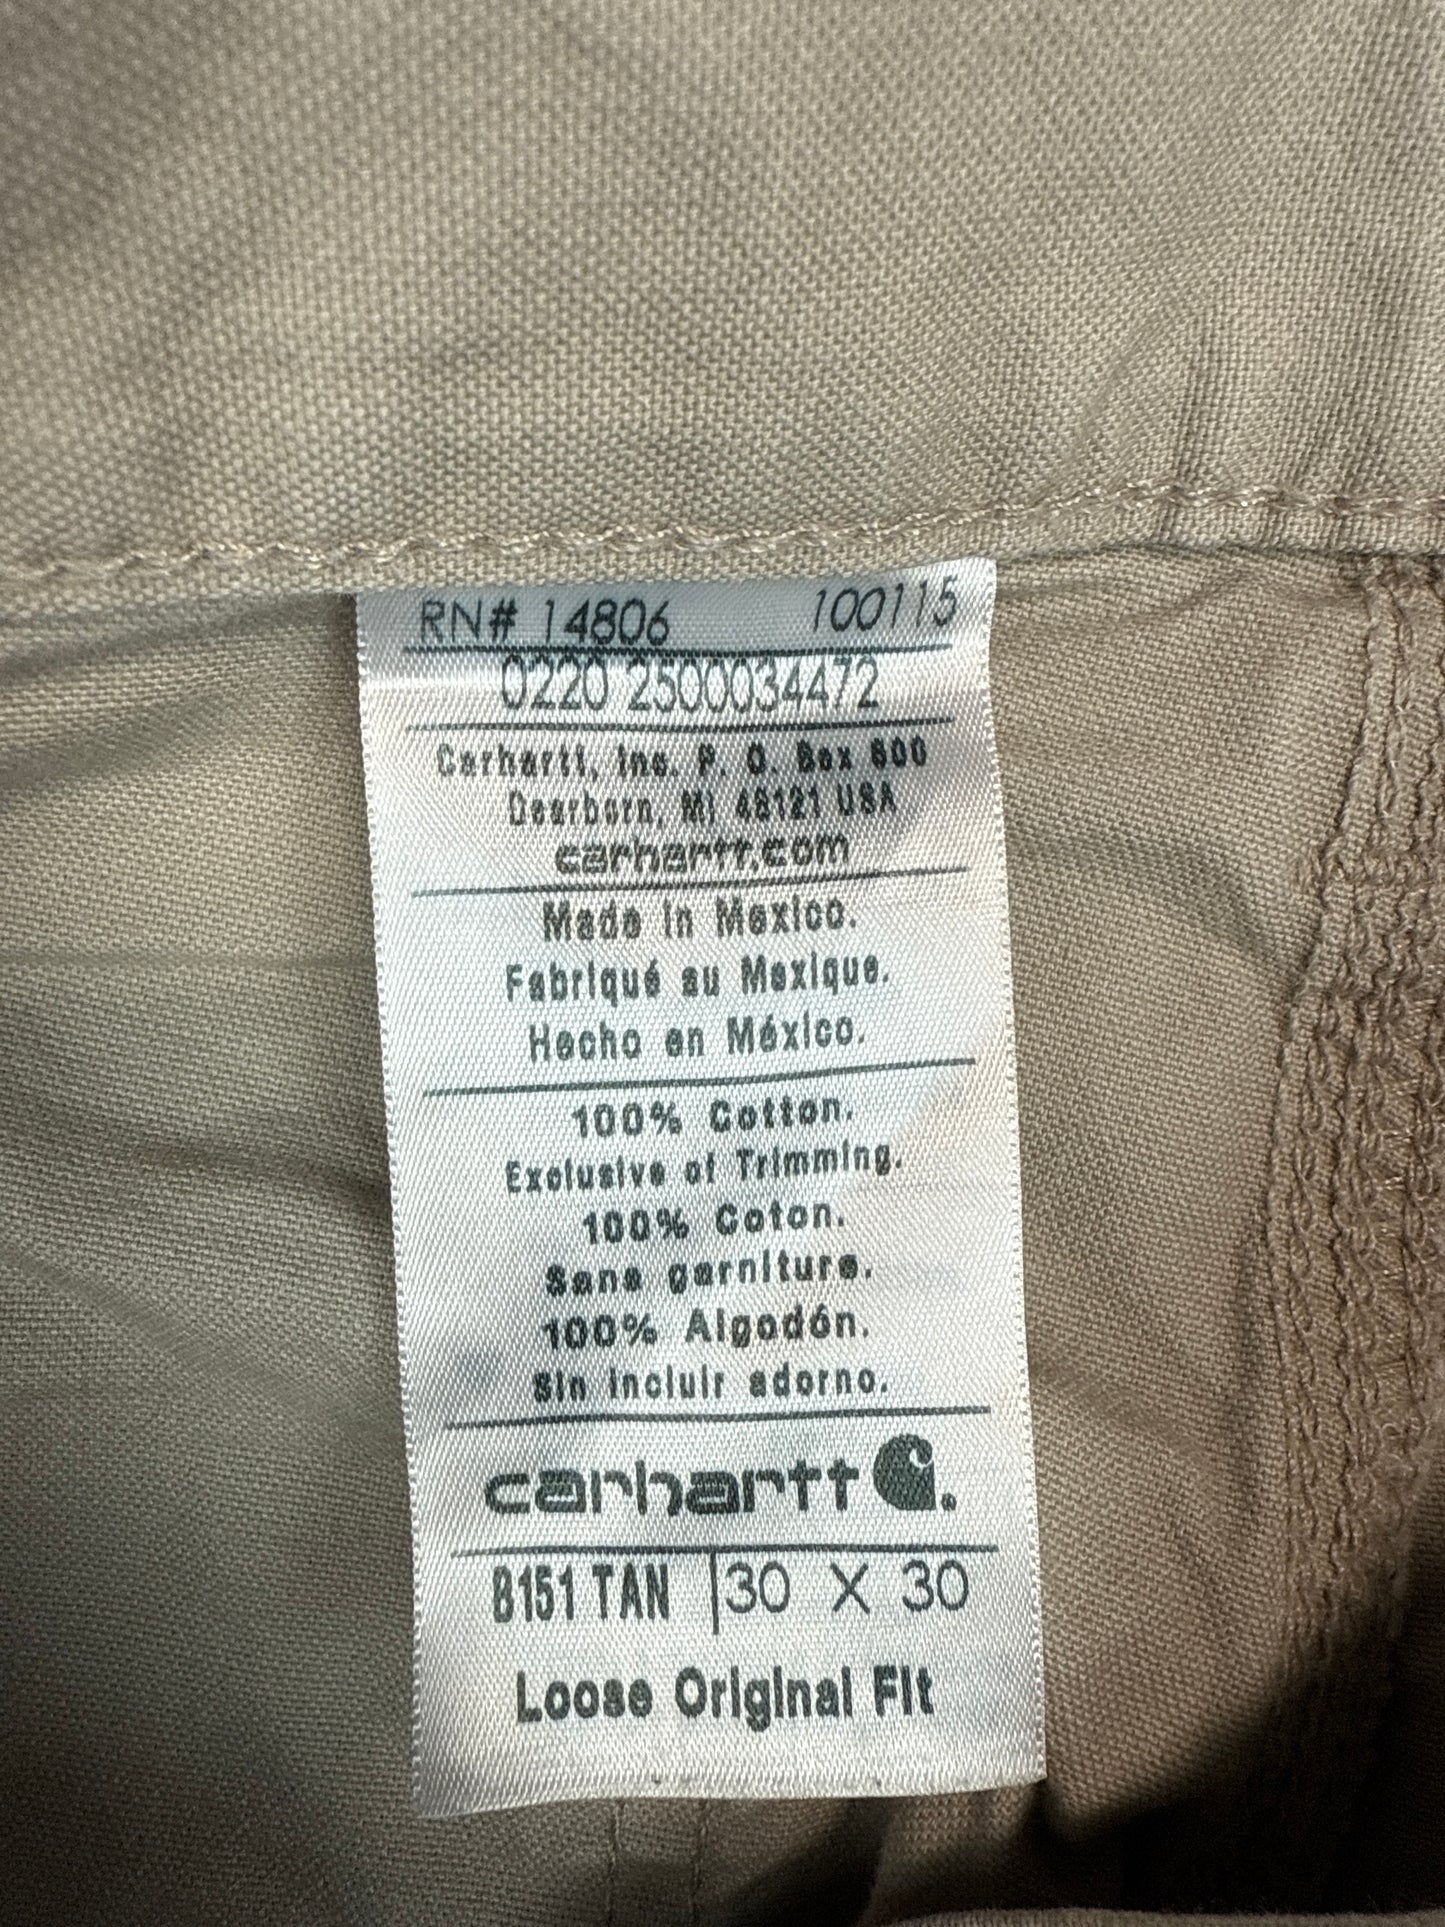 RN# 14806 100115
0220 2500034472
Carhartt, Inc. P. O. Box 600
Dearborn, MI 48121 USA
carhartt.com
Made in Mexico.
Fabriqué au Mexique.
Hecho en México.
100% Cotton.
Exclusive of Trimming.
100% Coton.
Sans garniture.
100% Algodón.
Sin incluir adorno.
carhartt
B151 TAN 30 X 30
Loose Original Fit